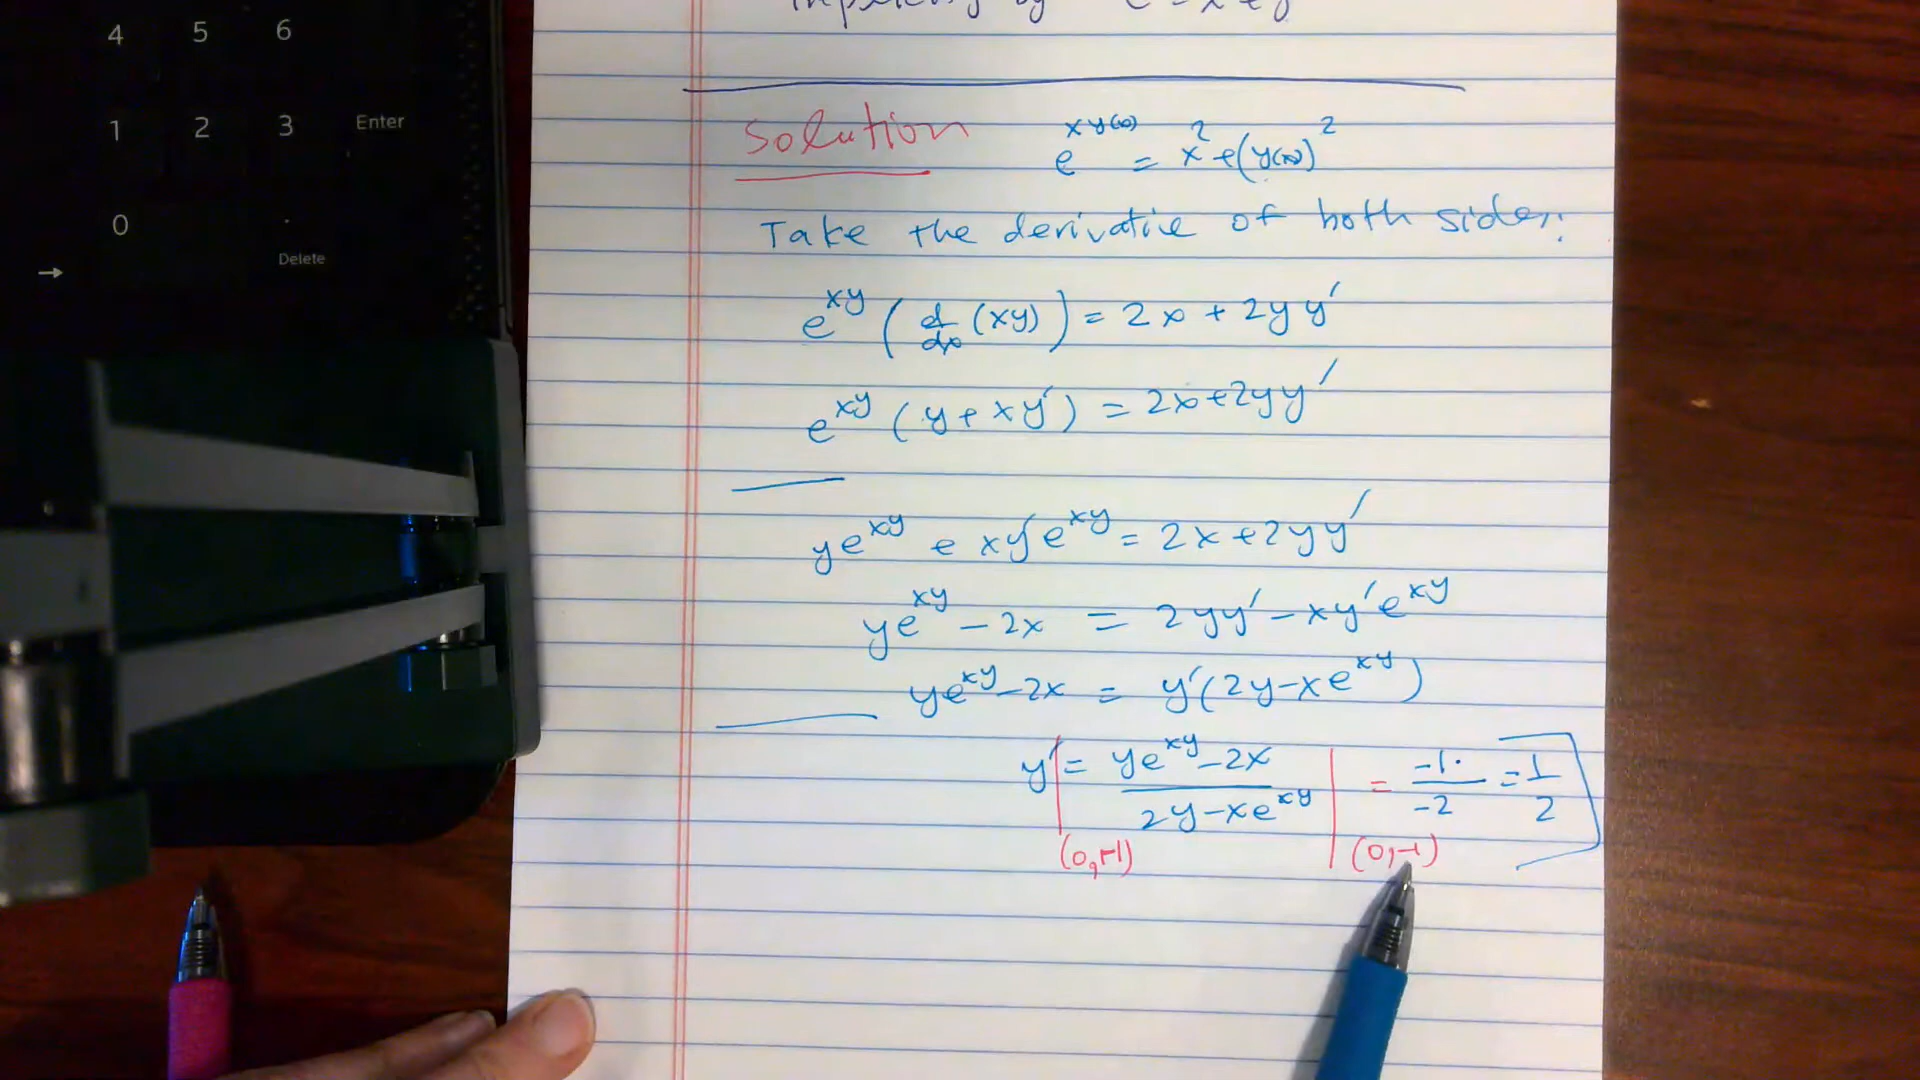 4 5 6
1 2 3 Enter
0 .
→ Delete
by
Solution e^{xy(x)} = x^2 + (y(x))^2
Take the derivative of both sides:
e^{xy} ( d/dx (xy) ) = 2x + 2yy'
e^{xy} (y + xy') = 2x + 2yy'
ye^{xy} + xy'e^{xy} = 2x + 2yy'
ye^{xy} - 2x = 2yy' - xy'e^{xy}
ye^{xy} - 2x = y'(2y - xe^{xy})
y'| = (ye^{xy} - 2x)/(2y - xe^{xy}) | = -1/-2 = 1/2
(0,-1) (0,-1)